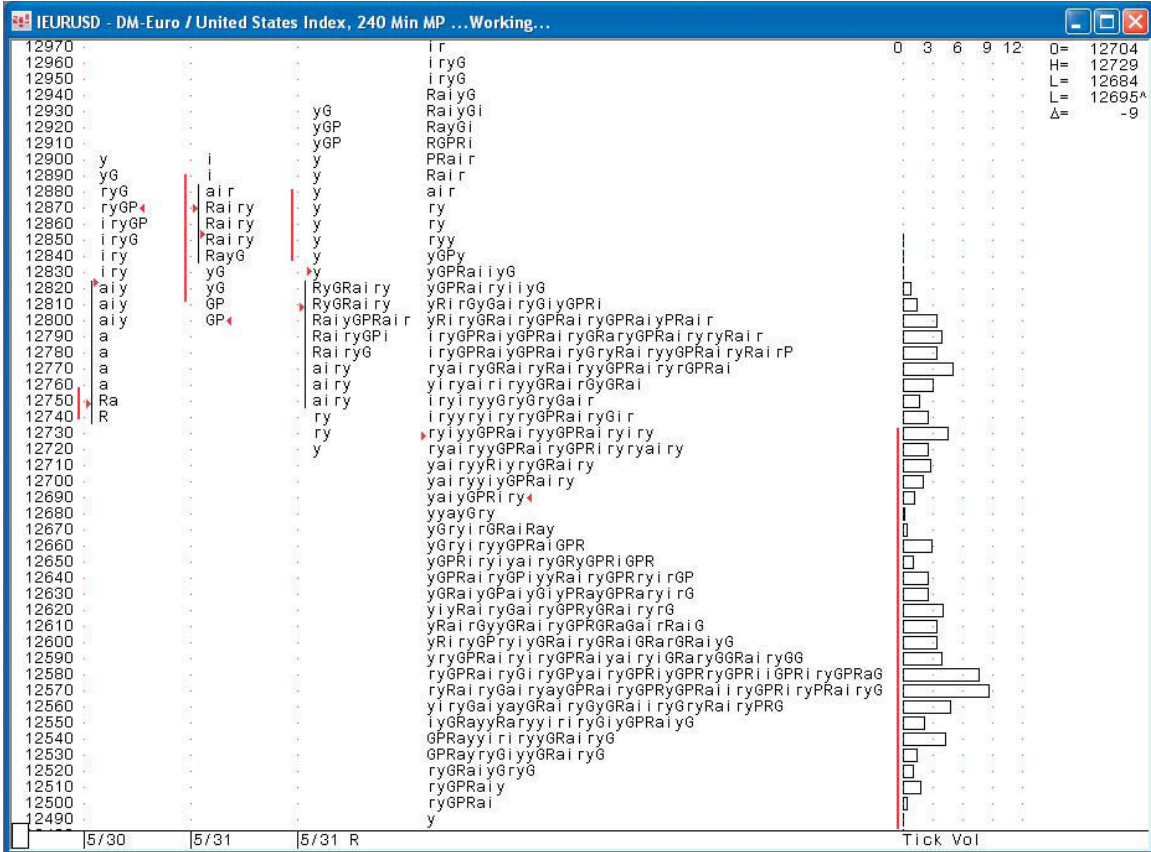 IEURUSD - DM-Euro / United States Index, 240 Min MP ...Working...
12970 ir 0 3 6 9 12 O= 12704
12960 iryG H= 12729
12950 iryG L= 12684
12940 RaiyG L= 12695^
12930 yG RaiyGi Δ= -9
12920 yGP RayGi
12910 yGP RGPRi
12900 y i y PRair
12890 yG i y Rair
12880 ryG air y air
12870 ryGP Rairy y ry
12860 iryGP Rairy y ry
12850 iryG Rairy y ryy
12840 iry RayG y yGPy
12830 iry yG y yGPRaiiyG
12820 aiy yG RyGRairy yGPRairyiiyG
12810 aiy GP RyGRairy yRirGyGairyGiyGPRi
12800 aiy GP RaiyGPRair yRiryGRairyGPRairyGPRaiyPRair
12790 a RairyGPi iryGPRaiyGPRairyGRaryGPRairyryRair
12780 a RairyG iryGPRaiyGPRairyGryRairyyGPRairyRairP
12770 a airy ryairyGRairyRairyyGPRairyrGPRai
12760 a airy yiryairiryyGRairGyGRai
12750 Ra airy iryiryyGryGryGair
12740 R ry iryyryiryryGPRairyGir
12730 ry ryiyyGPRairyyGPRairyiry
12720 y ryairyyGPRairyGPRiryryairy
12710 yairyyRiyryGRairy
12700 yairyyiyGPRairy
12690 yaiyGPRiry
12680 yyayGry
12670 yGryirGRaiRay
12660 yGryiryyGPRaiGPR
12650 yGPRiryiyairyGRyGPRiGPR
12640 yGPRairyGPiyyRairyGPRryirGP
12630 yGRaiyGPaiyGiyPRayGPRaryirG
12620 yiyRairyGairyGPRyGRairyrG
12610 yRairGyyGRairyGPRGRaGairRaiG
12600 yRiryGPryiyGRairyGRaiGRarGRaiyG
12590 yryGPRairyiryGPRaiyairyiGRaryGGRairyGG
12580 ryGPRairyGiryGPyairyGPRiyGPRryGPRiiGPRiryGPRaG
12570 ryRairyGairyayGPRairyGPRyGPRaiiryGPRiryPRairyG
12560 yiryGaiyayGRairyGyGRaiiryGryRairyPRG
12550 iyGRayyRaryyiriryGiyGPRaiyG
12540 GPRayyiriryyGRairyG
12530 GPRayryGiyyGRairyG
12520 ryGRaiyGryG
12510 ryGPRaiy
12500 ryGPRai
12490 y
5/30 5/31 5/31 R Tick Vol